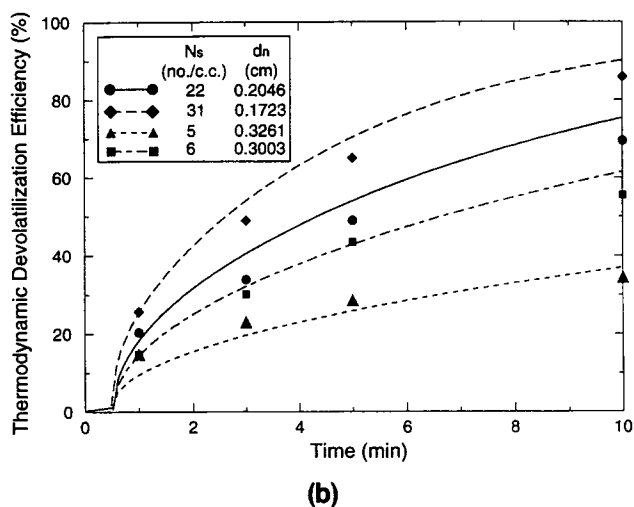 Thermodynamic Devolatilization Efficiency (%)
100
80
60
40
20
0
Ns dn
(no./c.c.) (cm)
22 0.2046
31 0.1723
5 0.3261
6 0.3003
0 2 4 6 8 10
Time (min)
(b)